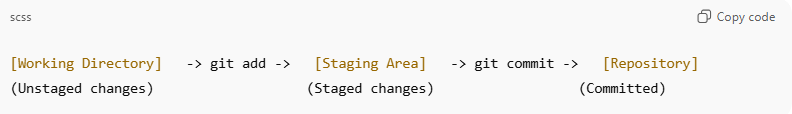 scss
Copy code
[Working Directory] -> git add -> [Staging Area] -> git commit -> [Repository]
(Unstaged changes) (Staged changes) (Committed)